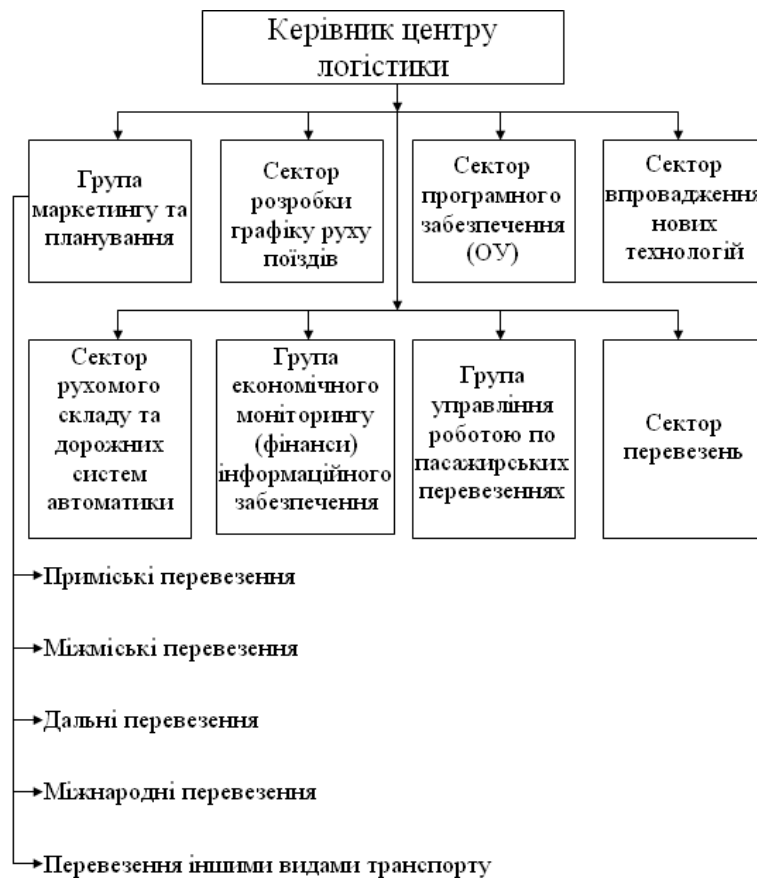 Керівник центру
логістики
Група
маркетингу та
планування
Сектор
розробки
графіку руху
поїздів
Сектор
програмного
забезпечення
(ОУ)
Сектор
впровадження
нових
технологій
Сектор
рухомого
складу та
дорожних
систем
автоматики
Група
економічного
моніторингу
(фінанси)
інформаційного
забезпечення
Група
управління
роботою по
пасажирських
перевезеннях
Сектор
перевезень
Приміські перевезення
Міжміські перевезення
Дальні перевезення
Міжнародні перевезення
Перевезення іншими видами транспорту